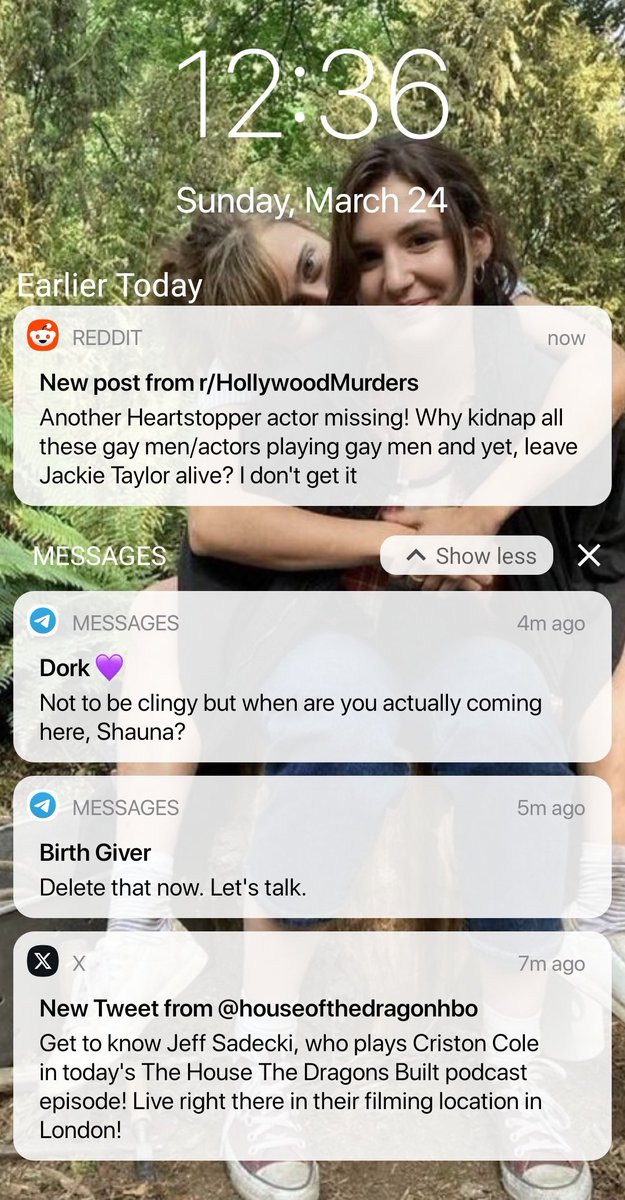 12:36
Sunday, March 24
Earlier Today
REDDIT now
New post from r/HollywoodMurders
Another Heartstopper actor missing! Why kidnap all
these gay men/actors playing gay men and yet, leave
Jackie Taylor alive? I don't get it
MESSAGES Show less
MESSAGES 4m ago
Dork 💜
Not to be clingy but when are you actually coming
here, Shauna?
MESSAGES 5m ago
Birth Giver
Delete that now. Let's talk.
X 7m ago
New Tweet from @houseofthedragonhbo
Get to know Jeff Sadecki, who plays Criston Cole
in today's The House The Dragons Built podcast
episode! Live right there in their filming location in
London!